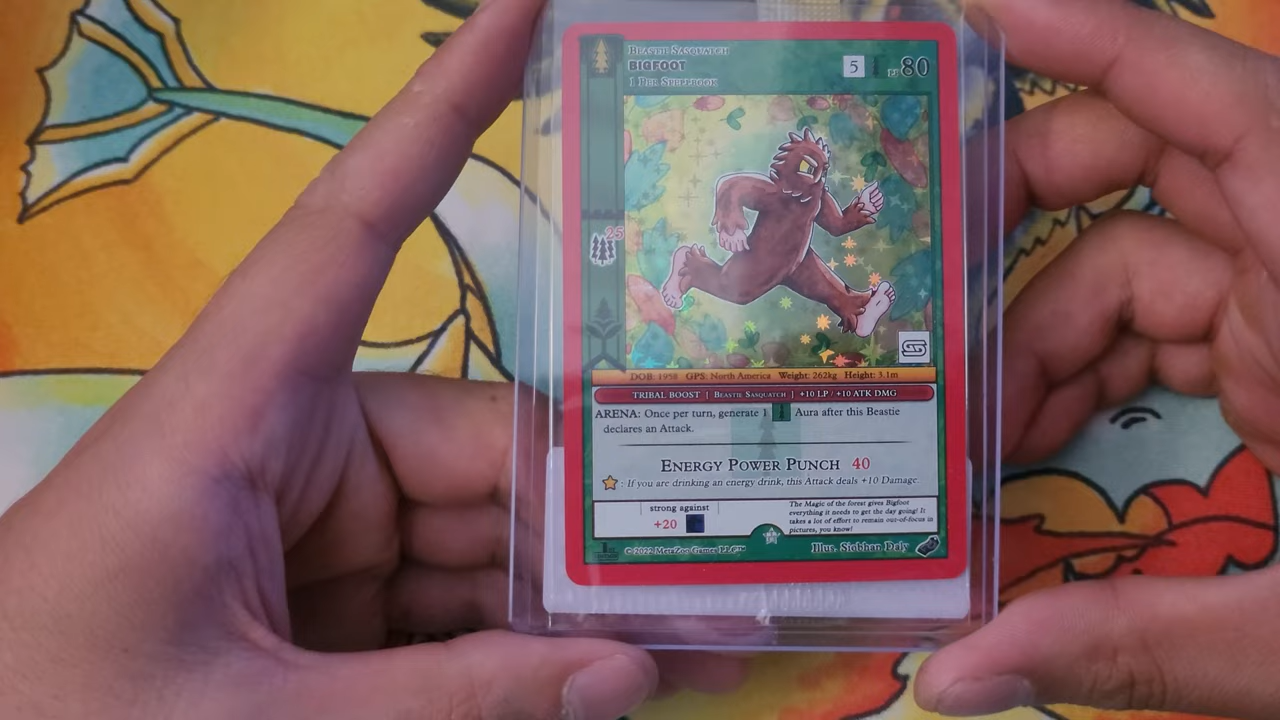 Beastie Sasquatch
BIGFOOT
1 Per Spellbook
5
LP 80
25
DOB: 1958 GPS: North America Weight: 262kg Height: 3.1m
TRIBAL BOOST | Beastie Sasquatch | +10 LP / +10 ATK DMG
ARENA: Once per turn, generate 1 Aura after this Beastie
declares an Attack.
Energy Power Punch 40
: If you are drinking an energy drink, this Attack deals +10 Damage.
strong against
+20
The Magic of the forest gives Bigfoot
everything it needs to get the day going! It
takes a lot of effort to remain out-of-focus in
pictures, you know!
©2022 MetaZoo Games LLC™
Illus. Siobhan Daly